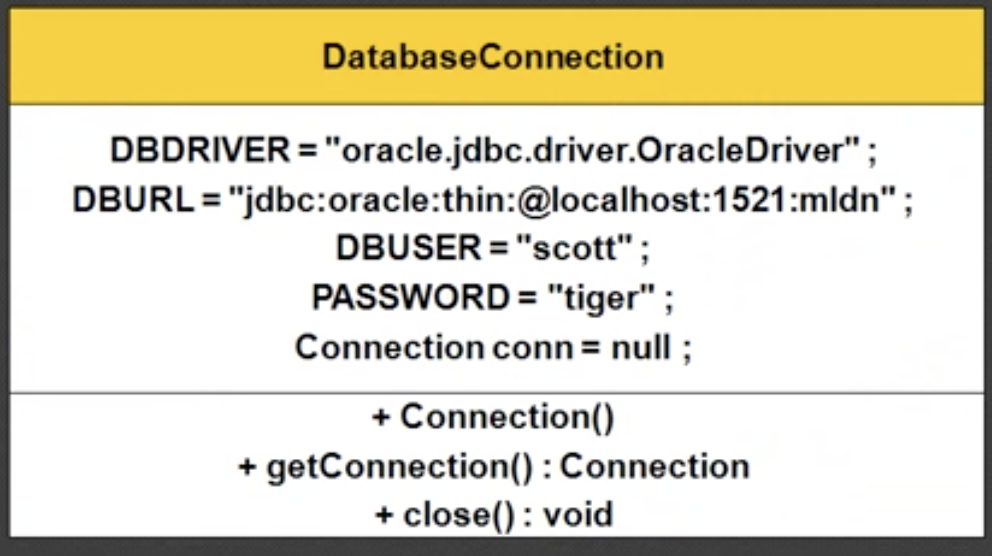 DatabaseConnection
DBDRIVER = "oracle.jdbc.driver.OracleDriver" ;
DBURL = "jdbc:oracle:thin:@localhost:1521:mldn" ;
DBUSER = "scott" ;
PASSWORD = "tiger" ;
Connection conn = null ;
+ Connection()
+ getConnection() : Connection
+ close() : void